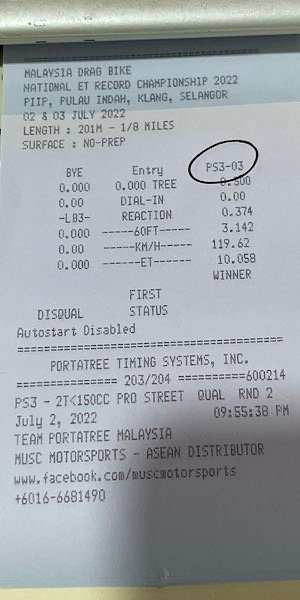 MALAYSIA DRAG BIKE
NATIONAL ET RECORD CHAMPIONSHIP 2022
PIIP, PULAU INDAH, KLANG, SELANGOR
02 & 03 JULY 2022
LENGTH : 201M - 1/8 MILES
SURFACE : NO-PREP
BYE Entry PS3-03
0.000 0.000 TREE 0.500
0.00 DIAL-IN 0.00
-LB3- REACTION 0.374
0.000 -----60FT----- 3.142
0.00 -----KM/H----- 119.62
0.000 ------ET------ 10.058
WINNER
FIRST
DISQUAL STATUS
Autostart Disabled
========================================
PORTATREE TIMING SYSTEMS, INC.
=============== 203/204 ==========600214
PS3 - 2T<150CC PRO STREET QUAL RND 2
July 2, 2022 09:55:38 PM
TEAM PORTATREE MALAYSIA
MUSC MOTORSPORTS - ASEAN DISTRIBUTOR
www.facebook.com/muscmotorsports
+6016-6681490